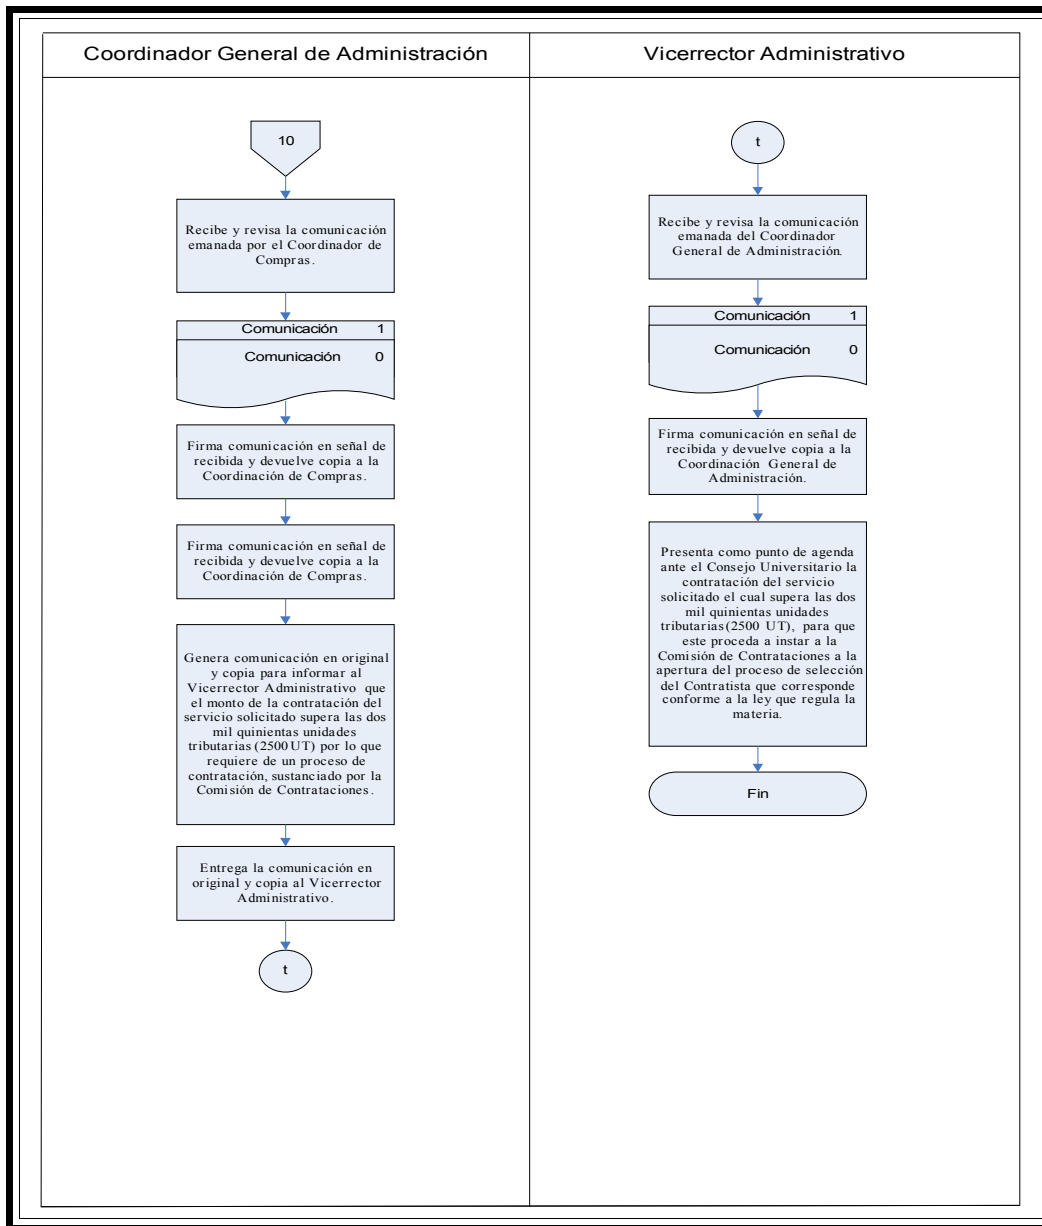 Coordinador General de Administración
10
Recibe y revisa la comunicación
emanada por el Coordinador de
Compras.
Comunicación 1
Comunicación 0
Firma comunicación en señal de
recibida y devuelve copia a la
Coordinación de Compras.
Firma comunicación en señal de
recibida y devuelve copia a la
Coordinación de Compras.
Genera comunicación en original
y copia para informar al
Vicerrector Administrativo que
el monto de la contratación del
servicio solicitado supera las dos
mil quinientas unidades
tributarias (2500 UT) por lo que
requiere de un proceso de
contratación, sustanciado por la
Comisión de Contrataciones.
Entrega la comunicación en
original y copia al Vicerrector
Administrativo.
t
Vicerrector Administrativo
t
Recibe y revisa la comunicación
emanada del Coordinador
General de Administración.
Comunicación 1
Comunicación 0
Firma comunicación en señal de
recibida y devuelve copia a la
Coordinación General de
Administración.
Presenta como punto de agenda
ante el Consejo Universitario la
contratación del servicio
solicitado el cual supera las dos
mil quinientas unidades
tributarias (2500 UT), para que
este proceda a instar a la
Comisión de Contrataciones a la
apertura del proceso de selección
del Contratista que corresponde
conforme a la ley que regula la
materia.
Fin